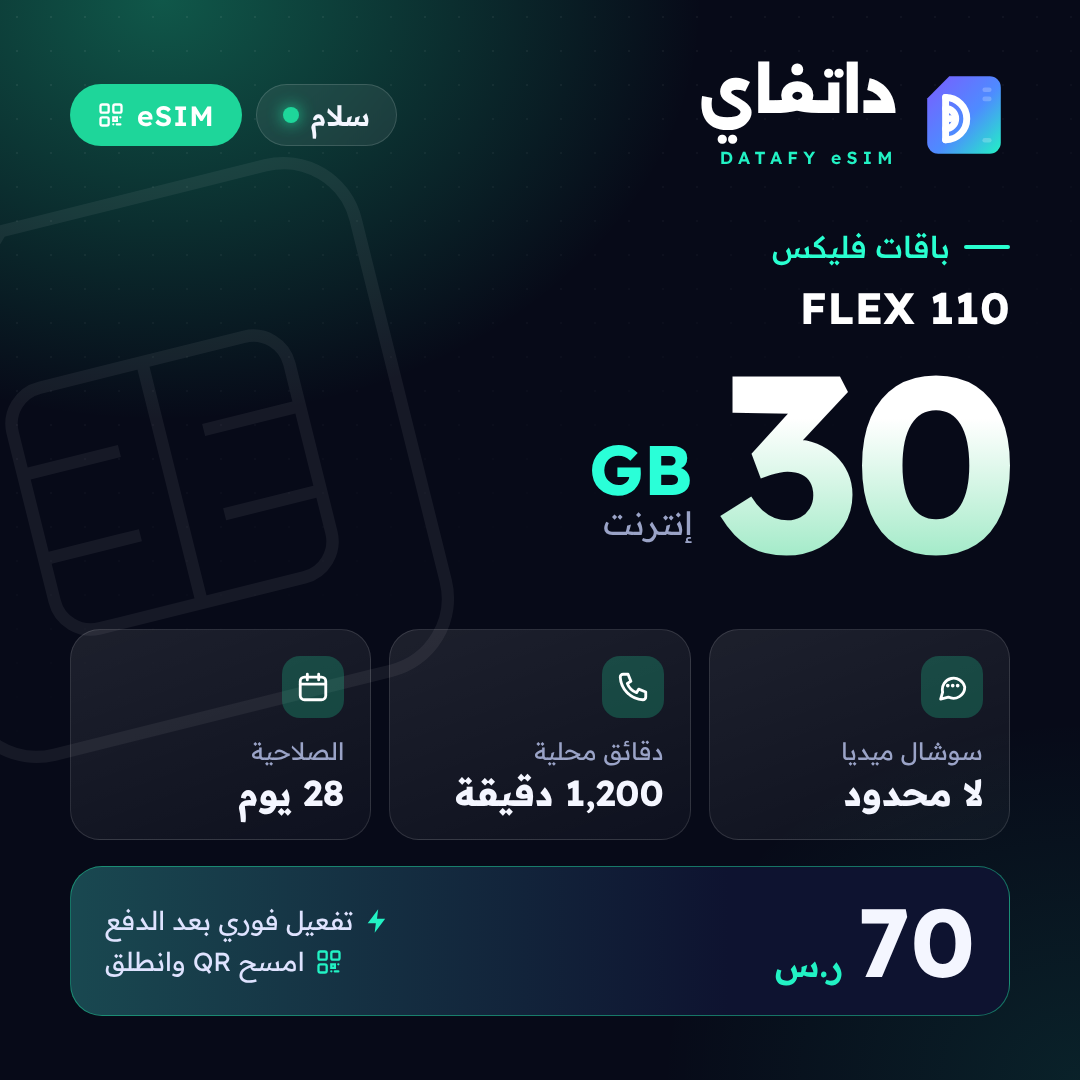 داتفاي
DATAFY eSIM
سلام
eSIM
باقات فليكس
FLEX 110
30 GB
إنترنت
سوشال ميديا
لا محدود
دقائق محلية
1,200 دقيقة
الصلاحية
28 يوم
70 ر.س
تفعيل فوري بعد الدفع
امسح QR وانطلق